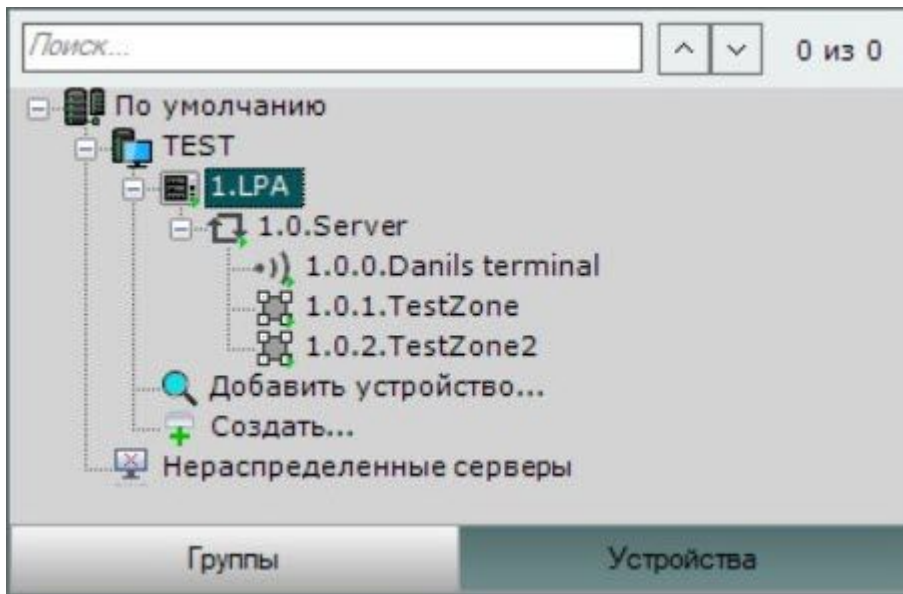 Поиск...
0 из 0
По умолчанию
TEST
1.LPA
1.0.Server
1.0.0.Danils terminal
1.0.1.TestZone
1.0.2.TestZone2
Добавить устройство...
Создать...
Нераспределенные серверы
Группы
Устройства